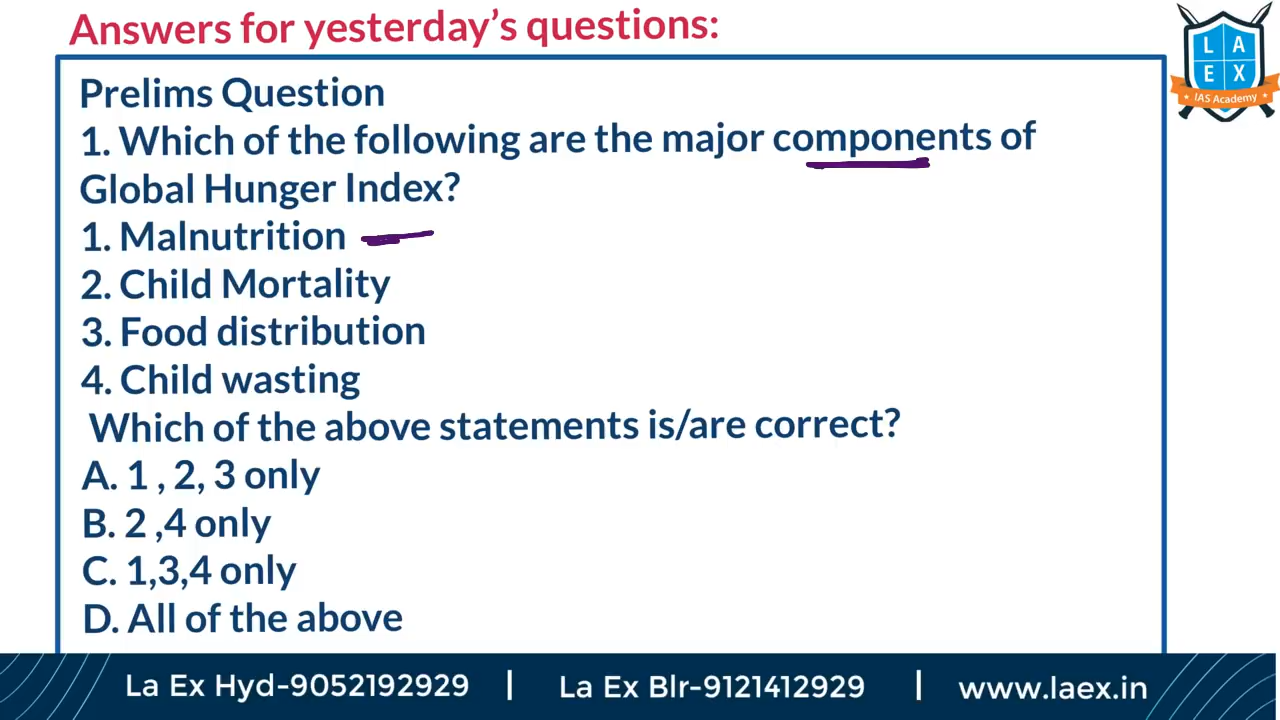 Answers for yesterday's questions:
L A
E X
IAS Academy
Prelims Question
1. Which of the following are the major components of
Global Hunger Index?
1. Malnutrition
2. Child Mortality
3. Food distribution
4. Child wasting
Which of the above statements is/are correct?
A. 1 , 2, 3 only
B. 2 ,4 only
C. 1,3,4 only
D. All of the above
La Ex Hyd-9052192929 | La Ex Blr-9121412929 | www.laex.in